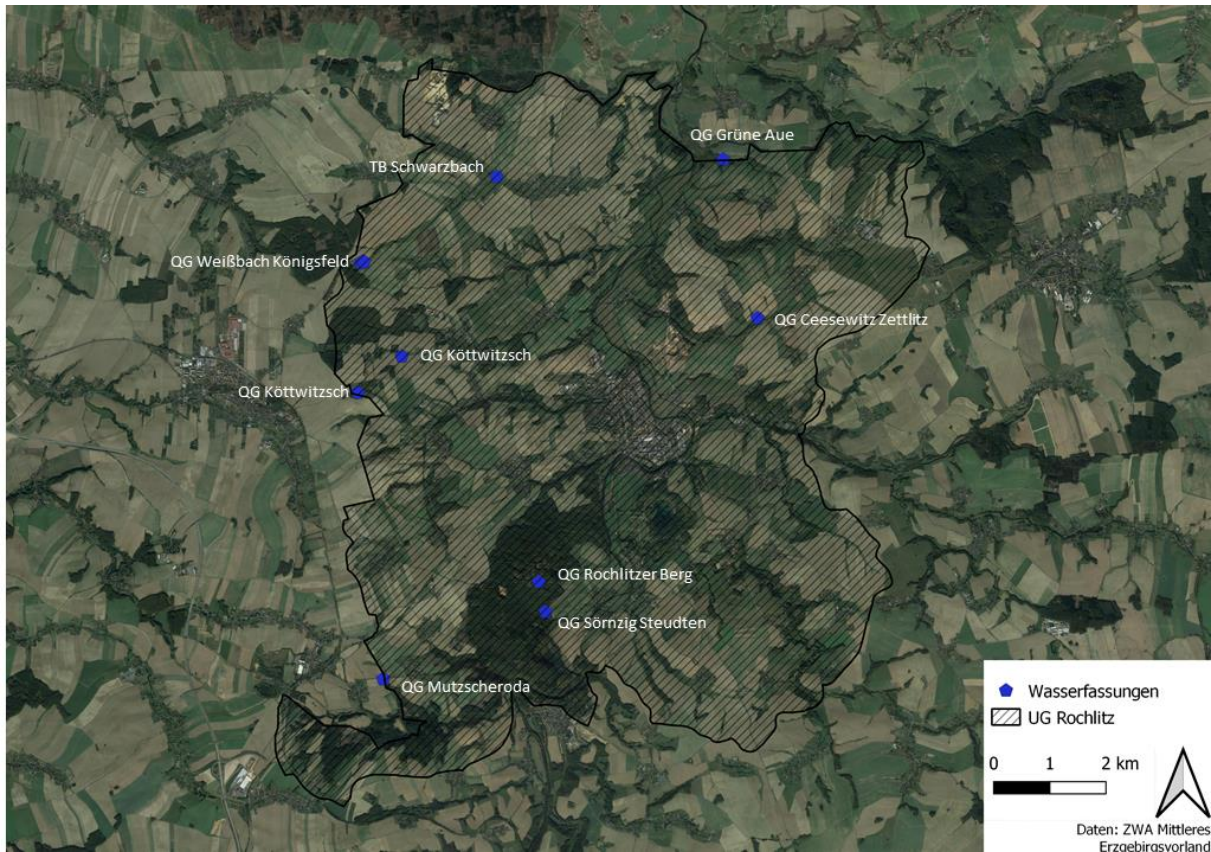 QG Grüne Aue
TB Schwarzbach
QG Weißbach Königsfeld
QG Ceesewitz Zettlitz
QG Köttwitzsch
QG Köttwitzsch
QG Rochlitzer Berg
QG Sörnzig Steudten
QG Mutzscheroda
Wasserfassungen
UG Rochlitz
0 1 2 km
Daten: ZWA Mittleres
Erzgebirgsvorland